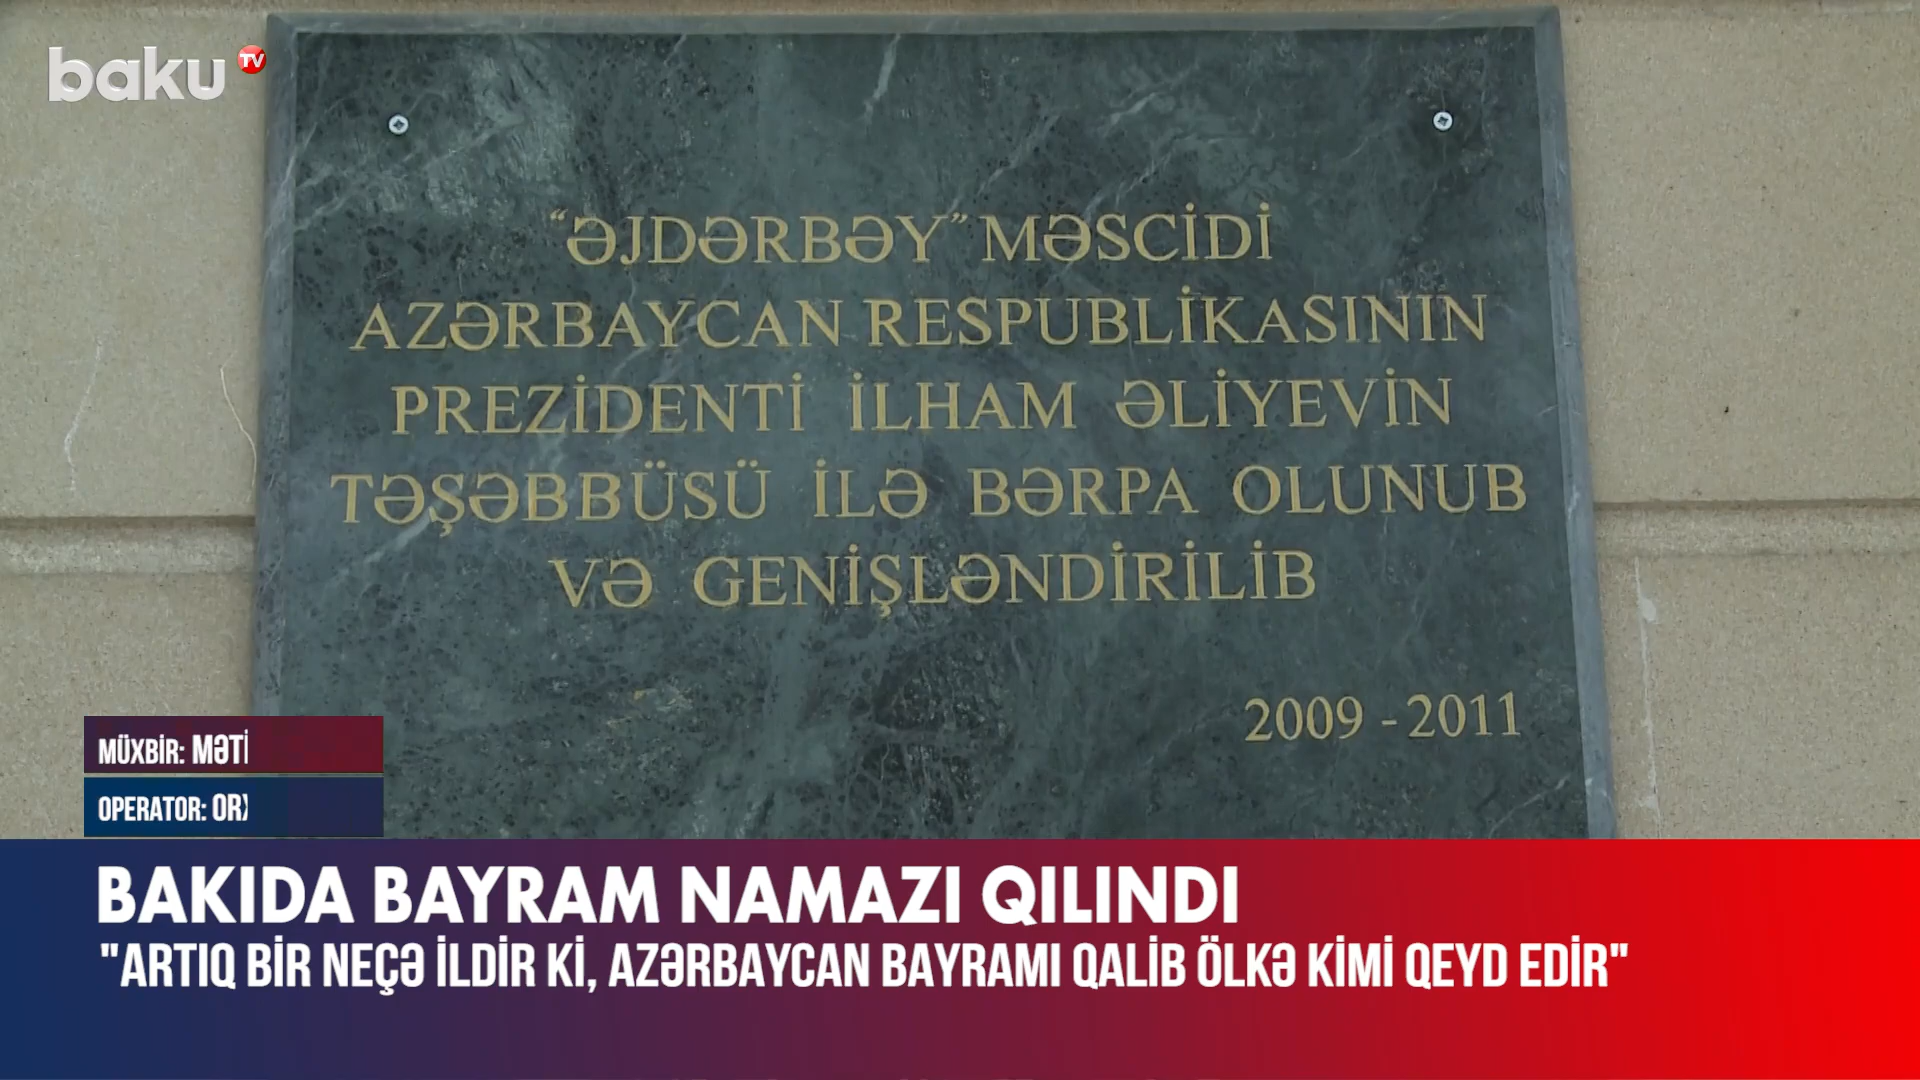 baku TV
“ƏJDƏRBƏY” MƏSCİDİ
AZƏRBAYCAN RESPUBLİKASININ
PREZİDENTİ İLHAM ƏLİYEVİN
TƏŞƏBBÜSÜ İLƏ BƏRPA OLUNUB
VƏ GENİŞLƏNDİRİLİB
2009 - 2011
MÜXBİR: MƏTİ
OPERATOR:
BAKIDA BAYRAM NAMAZI QILINDI
"ARTIQ BİR NEÇƏ İLDİR Kİ, AZƏRBAYCAN BAYRAMI QALİB ÖLKƏ KİMİ QEYD EDİR"